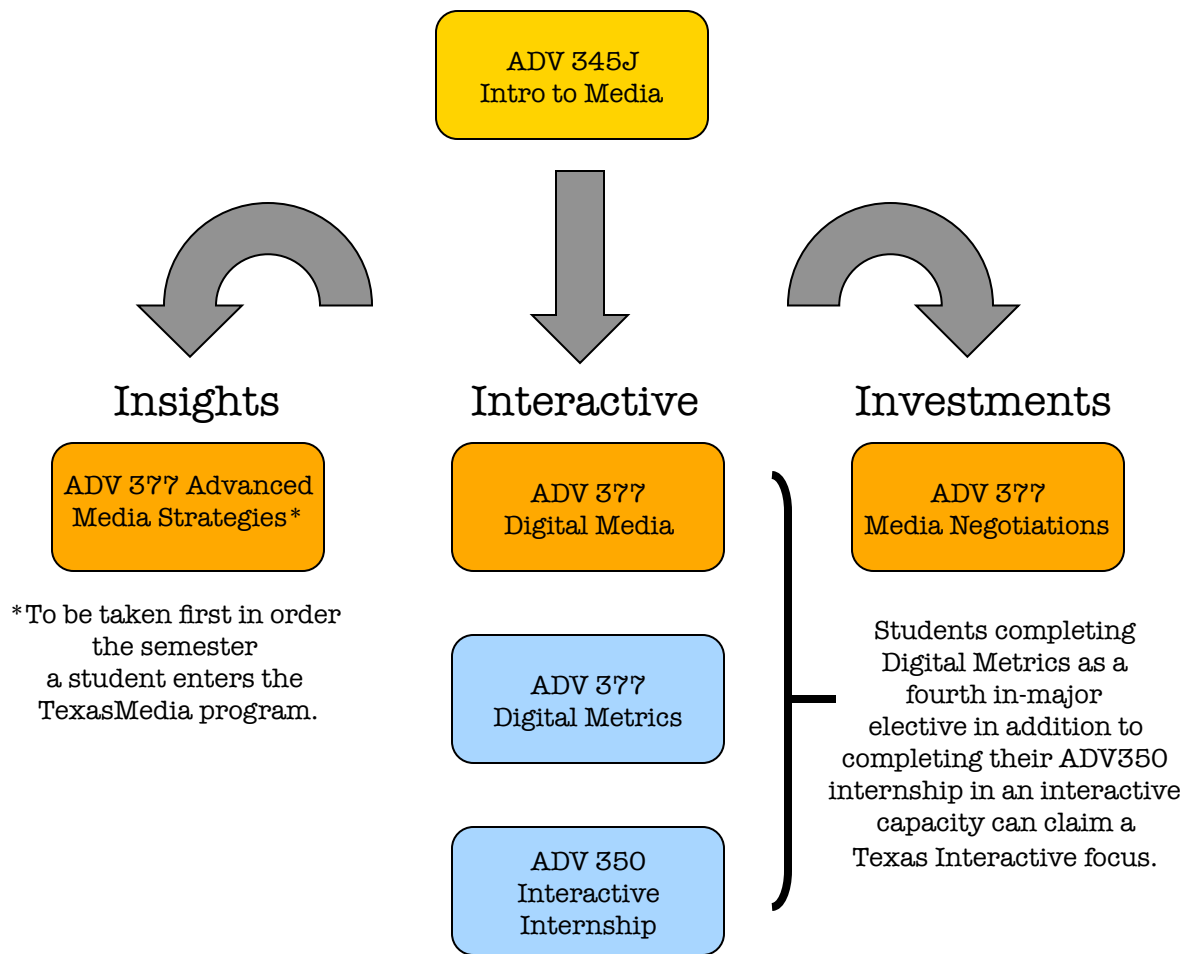 ADV 345J
Intro to Media
Insights
ADV 377 Advanced
Media Strategies*
*To be taken first in order
the semester
a student enters the
TexasMedia program.
Interactive
ADV 377
Digital Media
ADV 377
Digital Metrics
ADV 350
Interactive
Internship
Investments
ADV 377
Media Negotiations
Students completing
Digital Metrics as a
fourth in-major
elective in addition to
completing their ADV350
internship in an interactive
capacity can claim a
Texas Interactive focus.